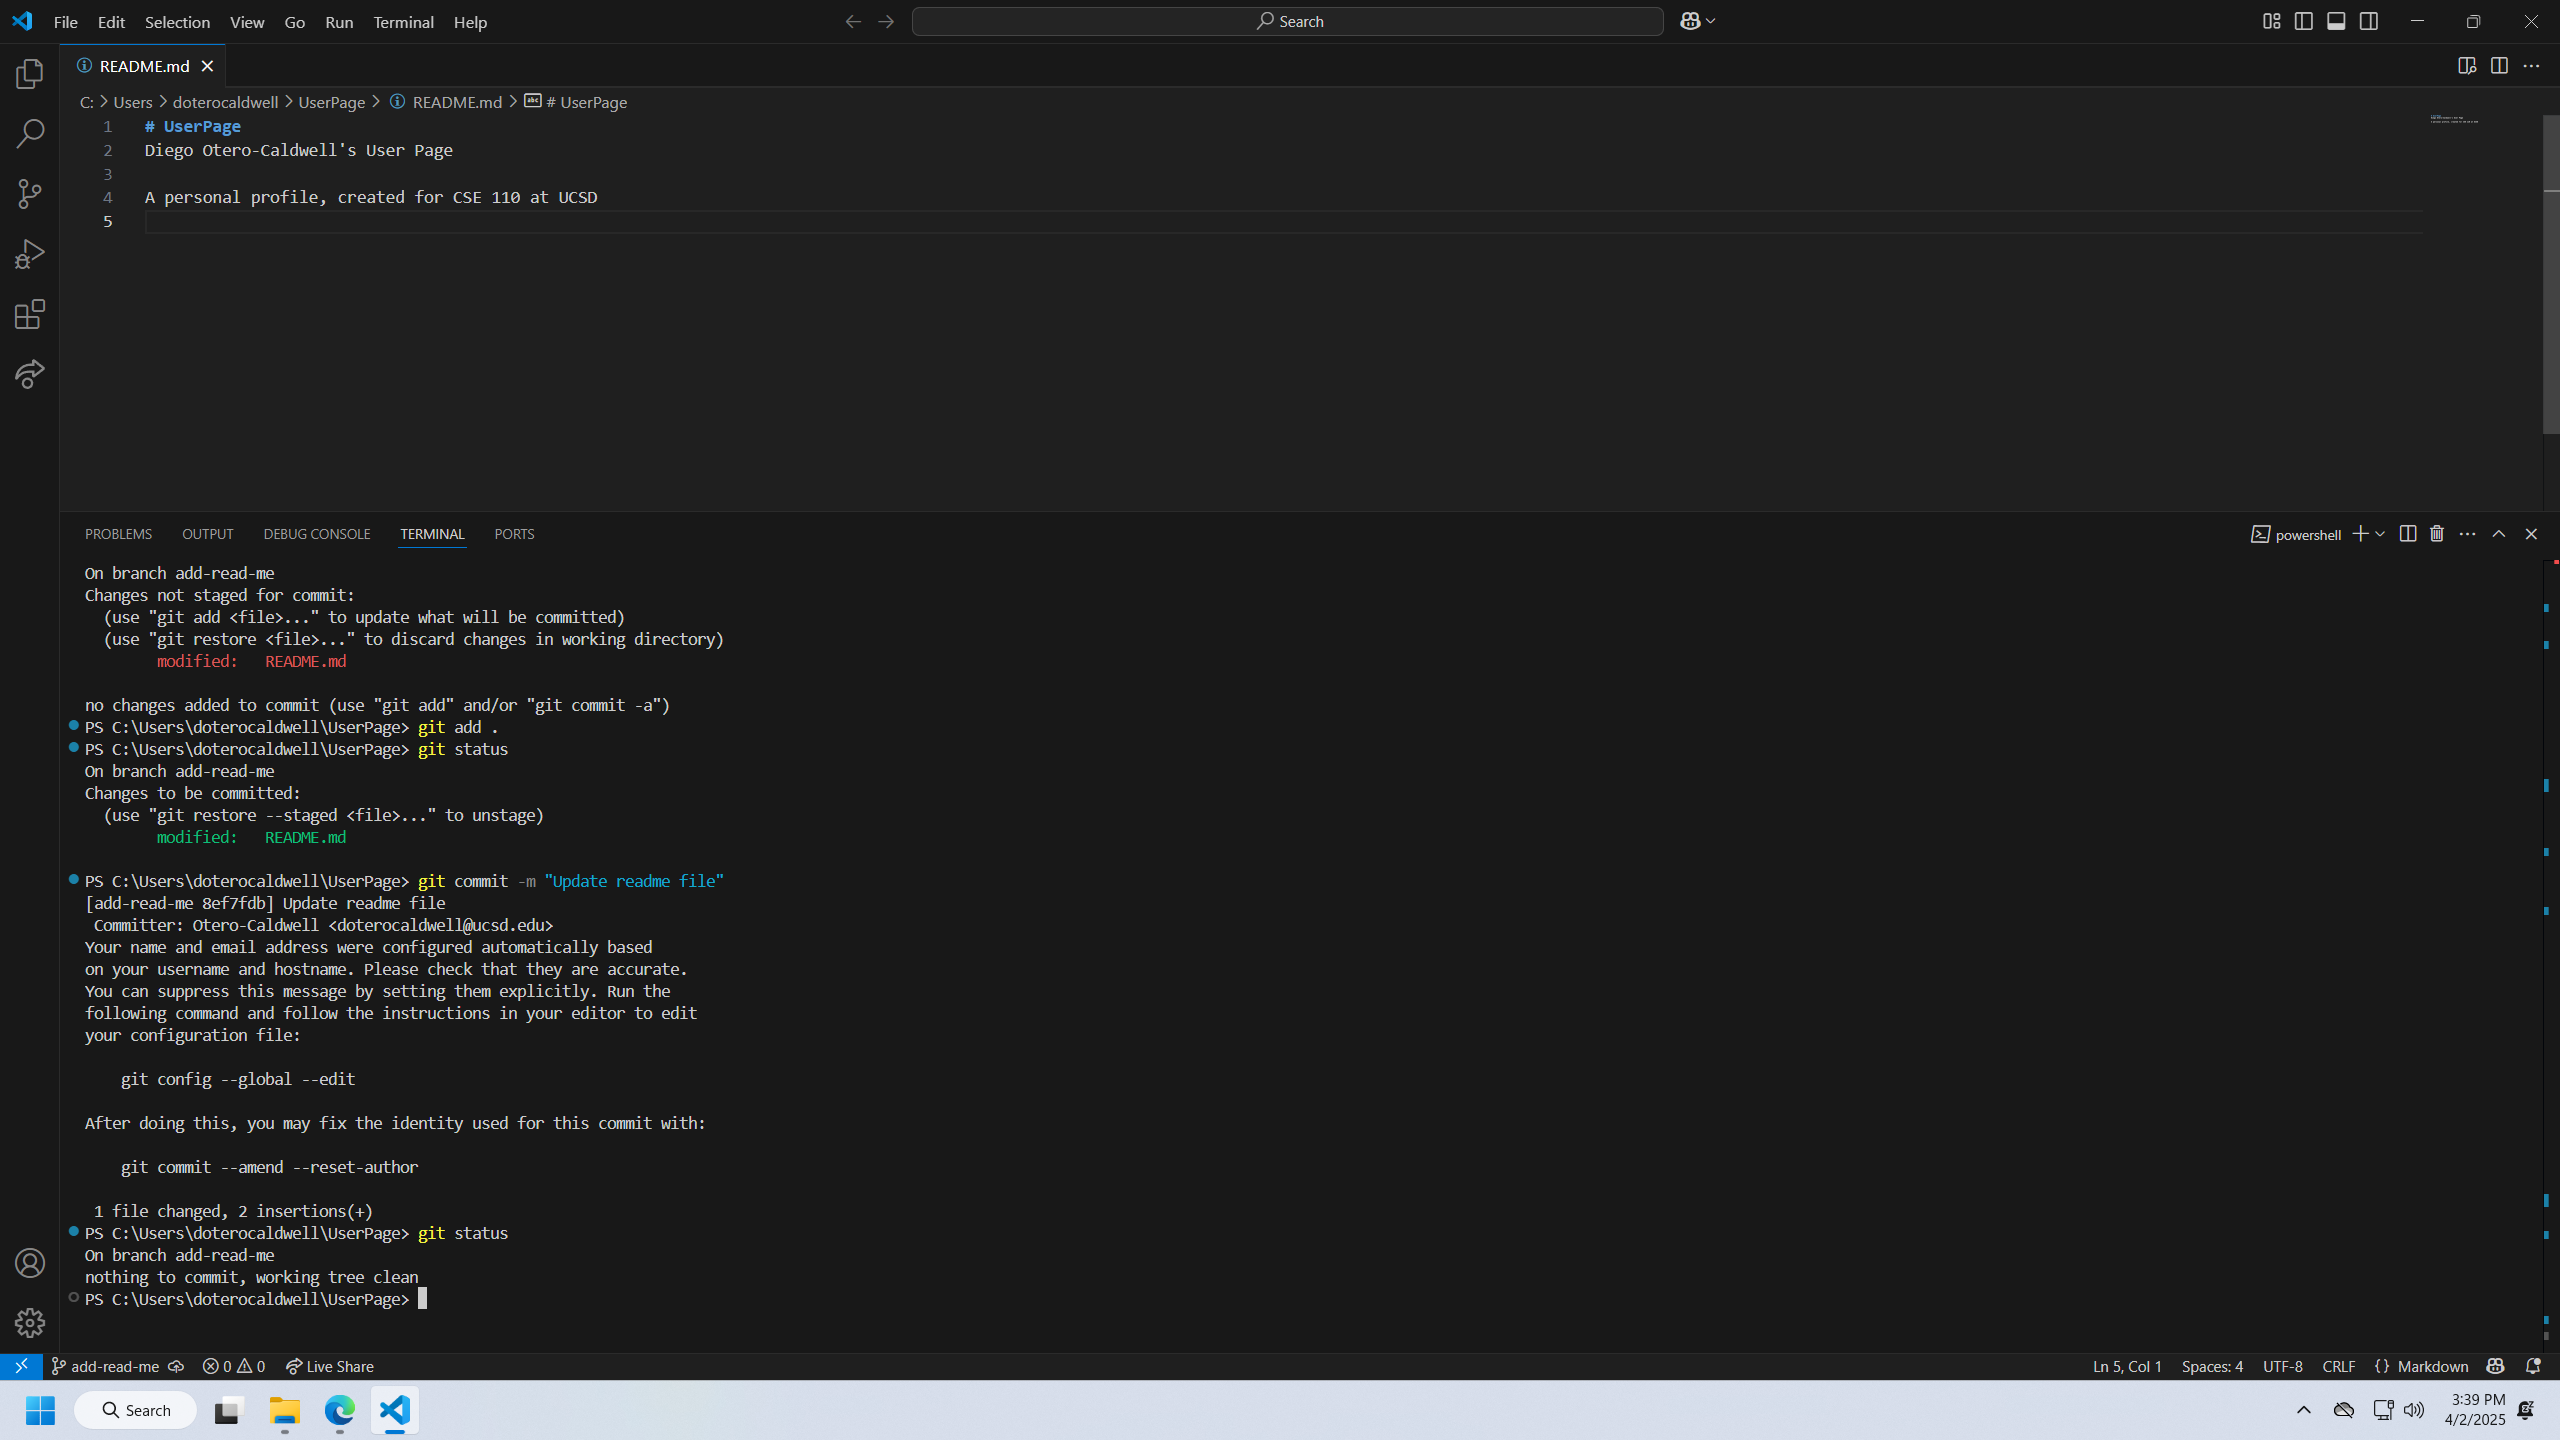 File Edit Selection View Go Run Terminal Help
Search
README.md
C: Users doterocaldwell UserPage README.md # UserPage
1 # UserPage
2 Diego Otero-Caldwell's User Page
3
4 A personal profile, created for CSE 110 at UCSD
5
PROBLEMS OUTPUT DEBUG CONSOLE TERMINAL PORTS
powershell
On branch add-read-me
Changes not staged for commit:
(use "git add <file>..." to update what will be committed)
(use "git restore <file>..." to discard changes in working directory)
modified: README.md
no changes added to commit (use "git add" and/or "git commit -a")
PS C:\Users\doterocaldwell\UserPage> git add .
PS C:\Users\doterocaldwell\UserPage> git status
On branch add-read-me
Changes to be committed:
(use "git restore --staged <file>..." to unstage)
modified: README.md
PS C:\Users\doterocaldwell\UserPage> git commit -m "Update readme file"
[add-read-me 8ef7fdb] Update readme file
Committer: Otero-Caldwell <doterocaldwell@ucsd.edu>
Your name and email address were configured automatically based
on your username and hostname. Please check that they are accurate.
You can suppress this message by setting them explicitly. Run the
following command and follow the instructions in your editor to edit
your configuration file:
git config --global --edit
After doing this, you may fix the identity used for this commit with:
git commit --amend --reset-author
1 file changed, 2 insertions(+)
PS C:\Users\doterocaldwell\UserPage> git status
On branch add-read-me
nothing to commit, working tree clean
PS C:\Users\doterocaldwell\UserPage>
add-read-me 0 0 Live Share
Ln 5, Col 1 Spaces: 4 UTF-8 CRLF {} Markdown
Search
3:39 PM
4/2/2025